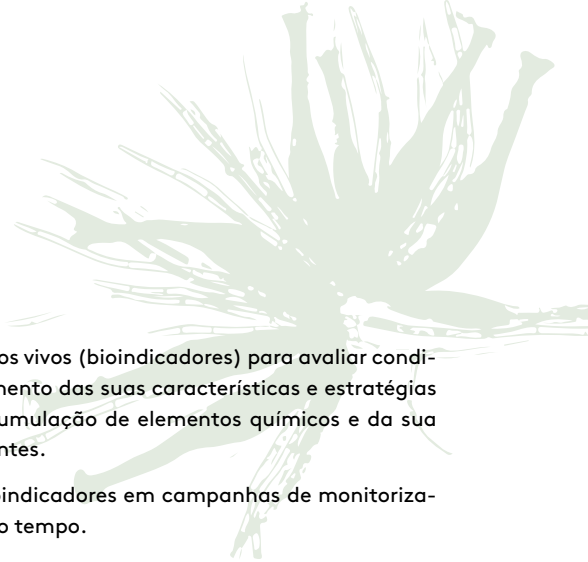 os vivos (bioindicadores) para avaliar condi-
mento das suas características e estratégias
umulação de elementos químicos e da sua
ntes.
oindicadores em campanhas de monitoriza-
o tempo.